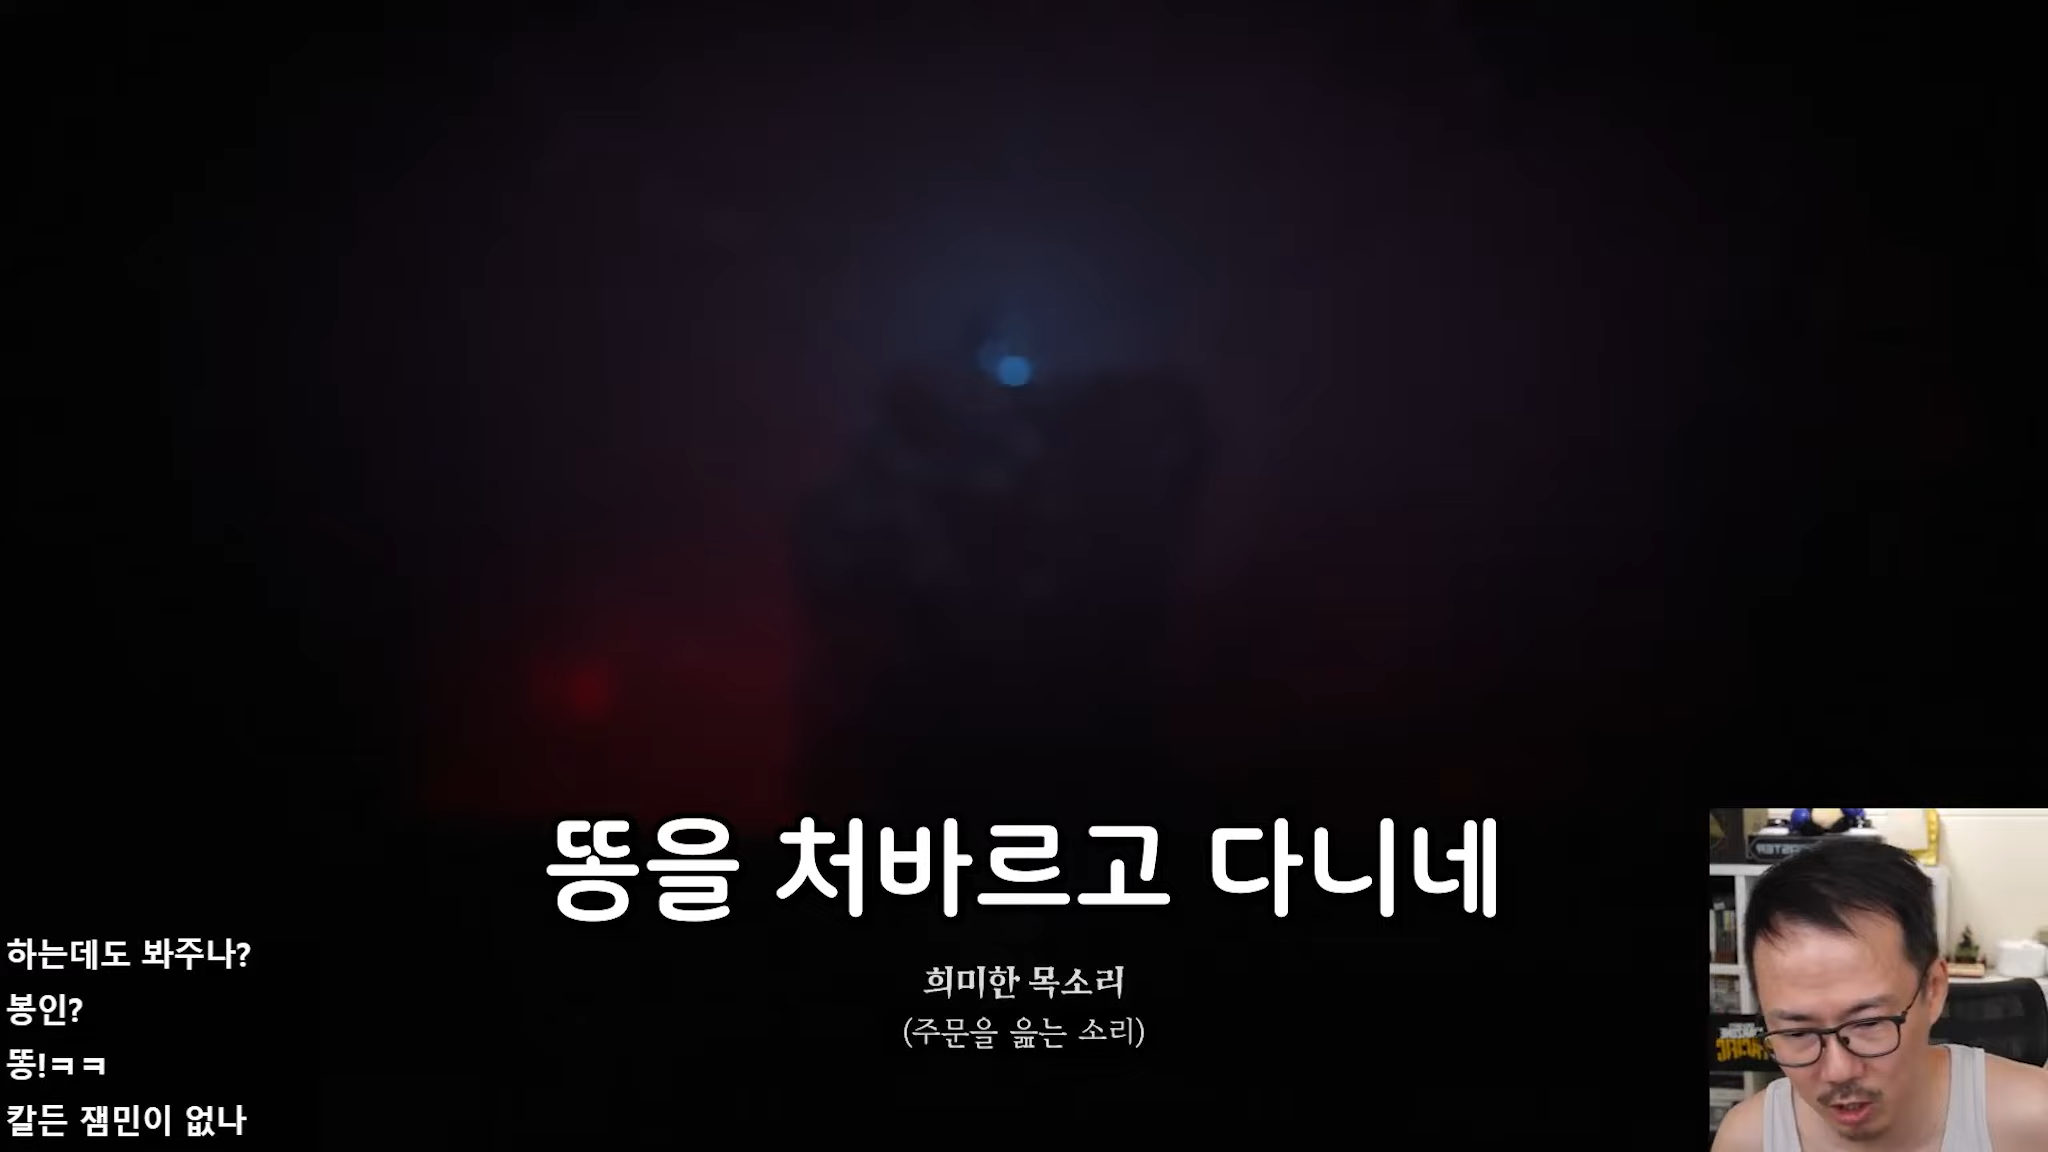 똥을 처바르고 다니네
희미한 목소리
(주문을 읊는 소리)
하는데도 봐주나?
봉인?
똥!ㅋㅋ
칼든 잼민이 없나